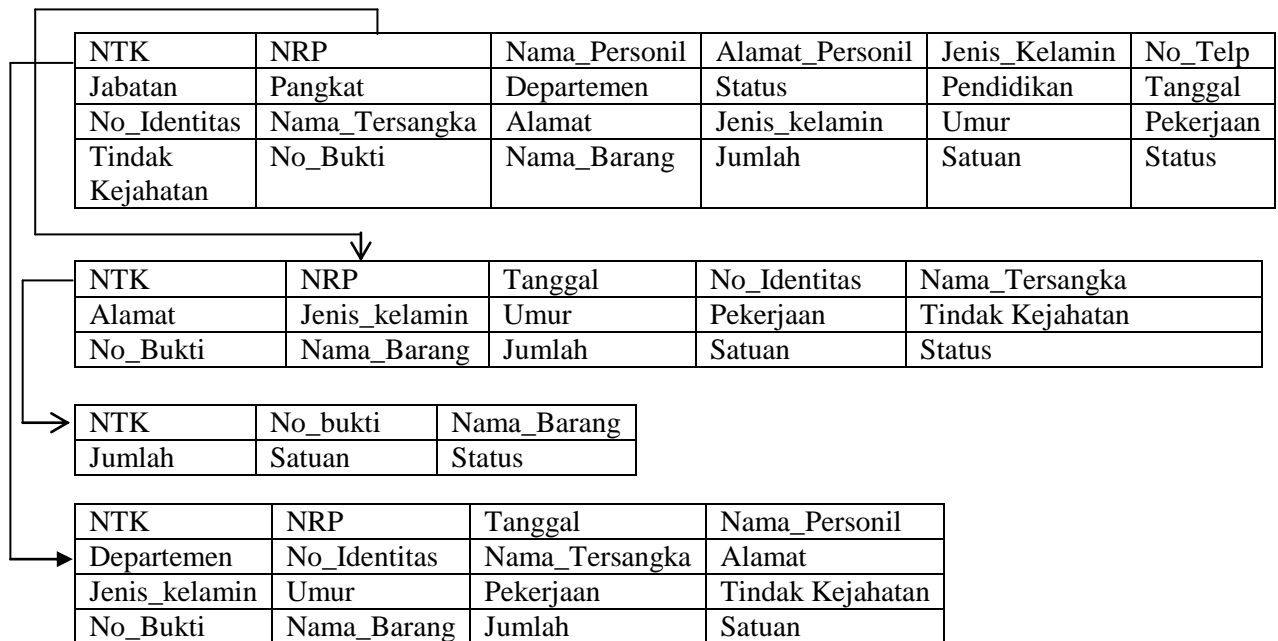 NTK NRP Nama_Personil Alamat_Personil Jenis_Kelamin No_Telp
Jabatan Pangkat Departemen Status Pendidikan Tanggal
No_Identitas Nama_Tersangka Alamat Jenis_kelamin Umur Pekerjaan
Tindak No_Bukti Nama_Barang Jumlah Satuan Status
Kejahatan
NTK NRP Tanggal No_Identitas Nama_Tersangka
Alamat Jenis_kelamin Umur Pekerjaan Tindak Kejahatan
No_Bukti Nama_Barang Jumlah Satuan Status
NTK No_bukti Nama_Barang
Jumlah Satuan Status
NTK NRP Tanggal Nama_Personil
Departemen No_Identitas Nama_Tersangka Alamat
Jenis_kelamin Umur Pekerjaan Tindak Kejahatan
No_Bukti Nama_Barang Jumlah Satuan